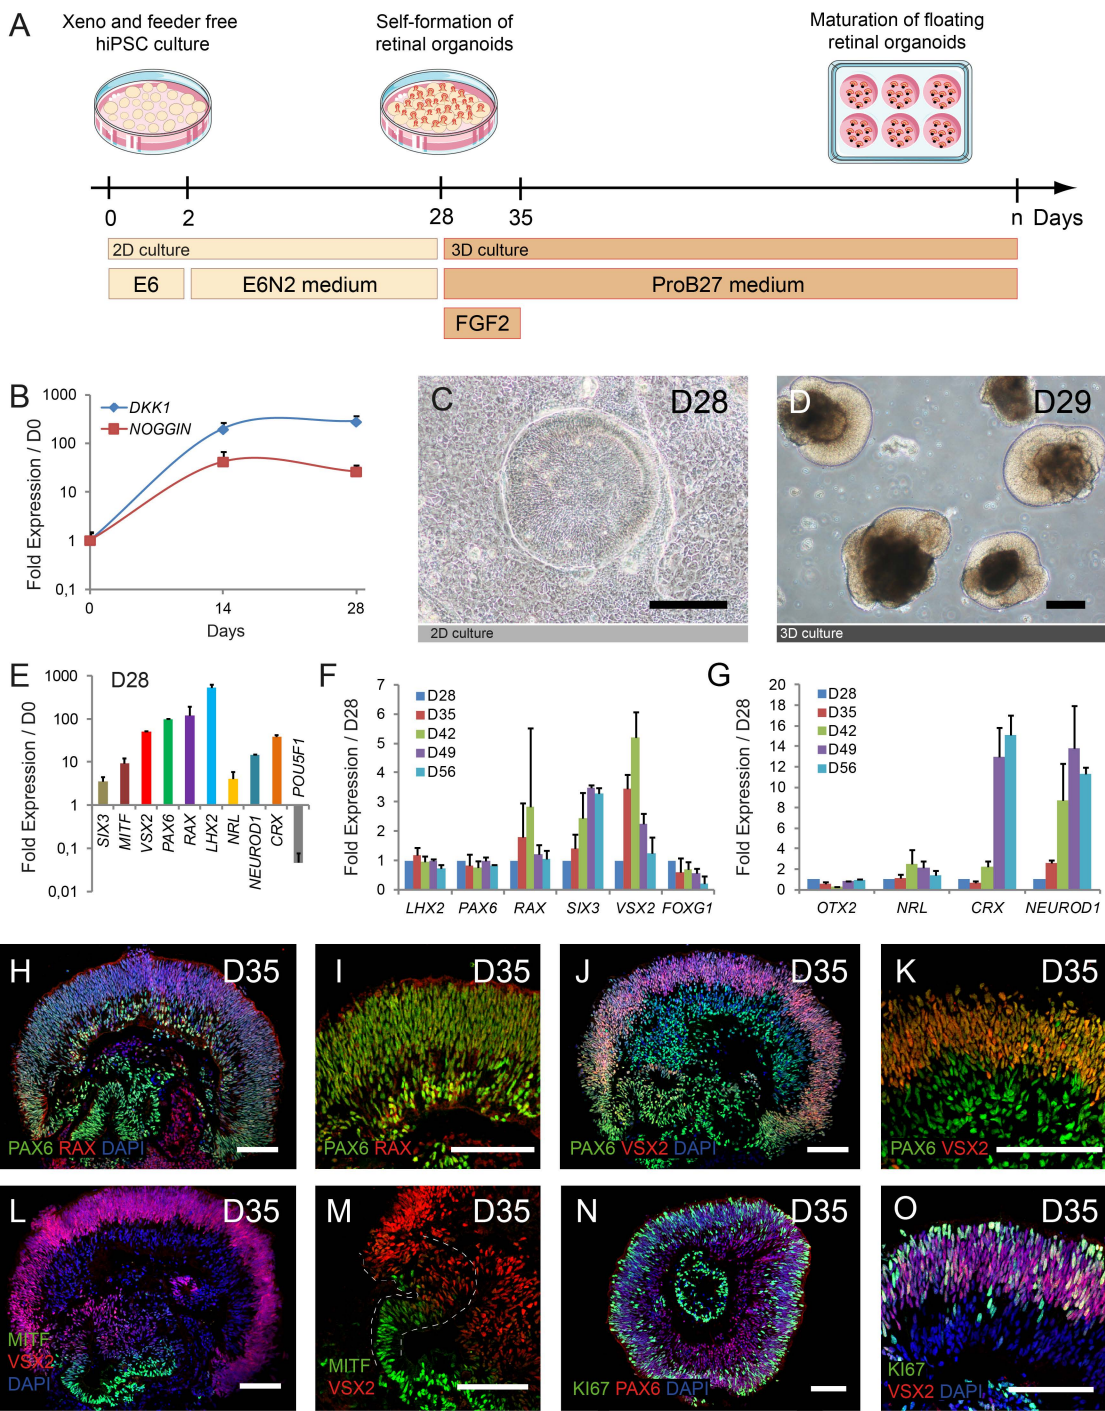 A
Xeno and feeder free
hiPSC culture
Self-formation of
retinal organoids
Maturation of floating
retinal organoids
0
2
28
35
n
Days
2D culture
3D culture
E6
E6N2 medium
ProB27 medium
FGF2
B
Fold Expression / D0
1000
100
10
1
0,1
DKK1
NOGGIN
0
14
28
Days
C
D28
2D culture
D
D29
3D culture
E
D28
Fold Expression / D0
1000
100
10
1
0,1
0,01
SIX3
MITF
VSX2
PAX6
RAX
LHX2
NRL
NEUROD1
CRX
POU5F1
F
Fold Expression / D28
7
6
5
4
3
2
1
0
D28
D35
D42
D49
D56
LHX2
PAX6
RAX
SIX3
VSX2
FOXG1
G
Fold Expression / D28
20
18
16
14
12
10
8
6
4
2
0
D28
D35
D42
D49
D56
OTX2
NRL
CRX
NEUROD1
H
D35
PAX6 RAX DAPI
I
D35
PAX6 RAX
J
D35
PAX6 VSX2 DAPI
K
D35
PAX6 VSX2
L
D35
MITF
VSX2
DAPI
M
D35
MITF
VSX2
N
D35
KI67 PAX6 DAPI
O
D35
KI67
VSX2 DAPI